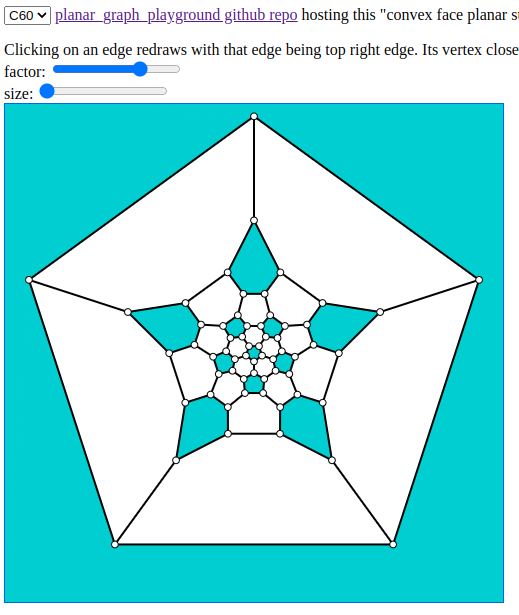 C60 planar_graph_playground github repo hosting this "convex face planar
Clicking on an edge redraws with that edge being top right edge. Its vertex close
factor:
size: